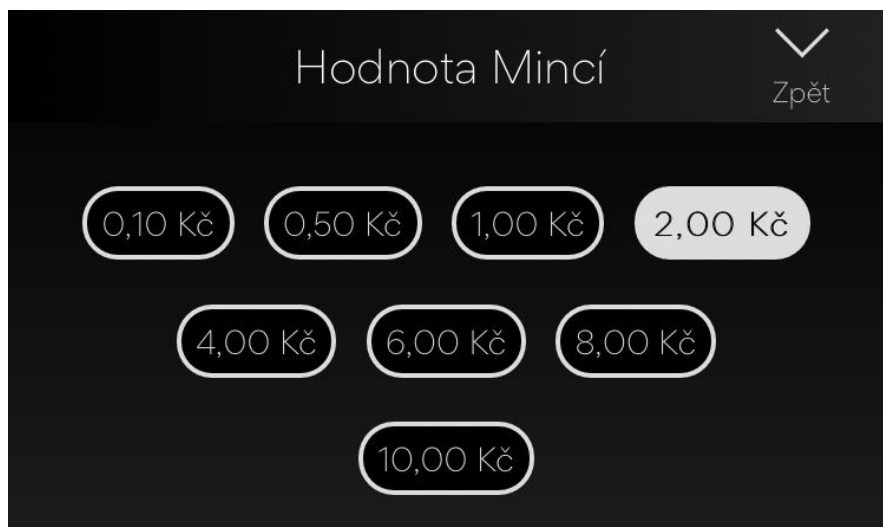 Hodnota Mincí
Zpět
0,10 Kč 0,50 Kč 1,00 Kč 2,00 Kč
4,00 Kč 6,00 Kč 8,00 Kč
10,00 Kč